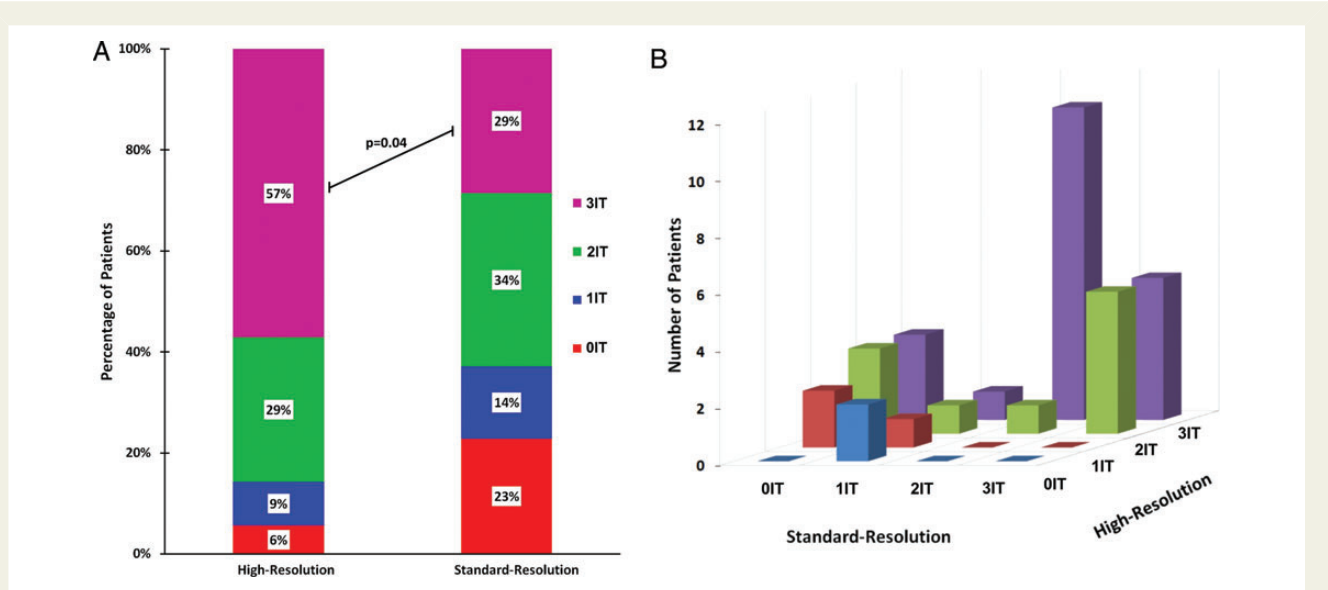 A
100%
80%
60%
40%
20%
0%
Percentage of Patients
57%
29%
9%
6%
p=0.04
29%
34%
14%
23%
High-Resolution
Standard-Resolution
3IT
2IT
1IT
0IT
B
12
10
8
6
4
2
0
Number of Patients
0IT
1IT
2IT
3IT
Standard-Resolution
0IT
1IT
2IT
3IT
High-Resolution